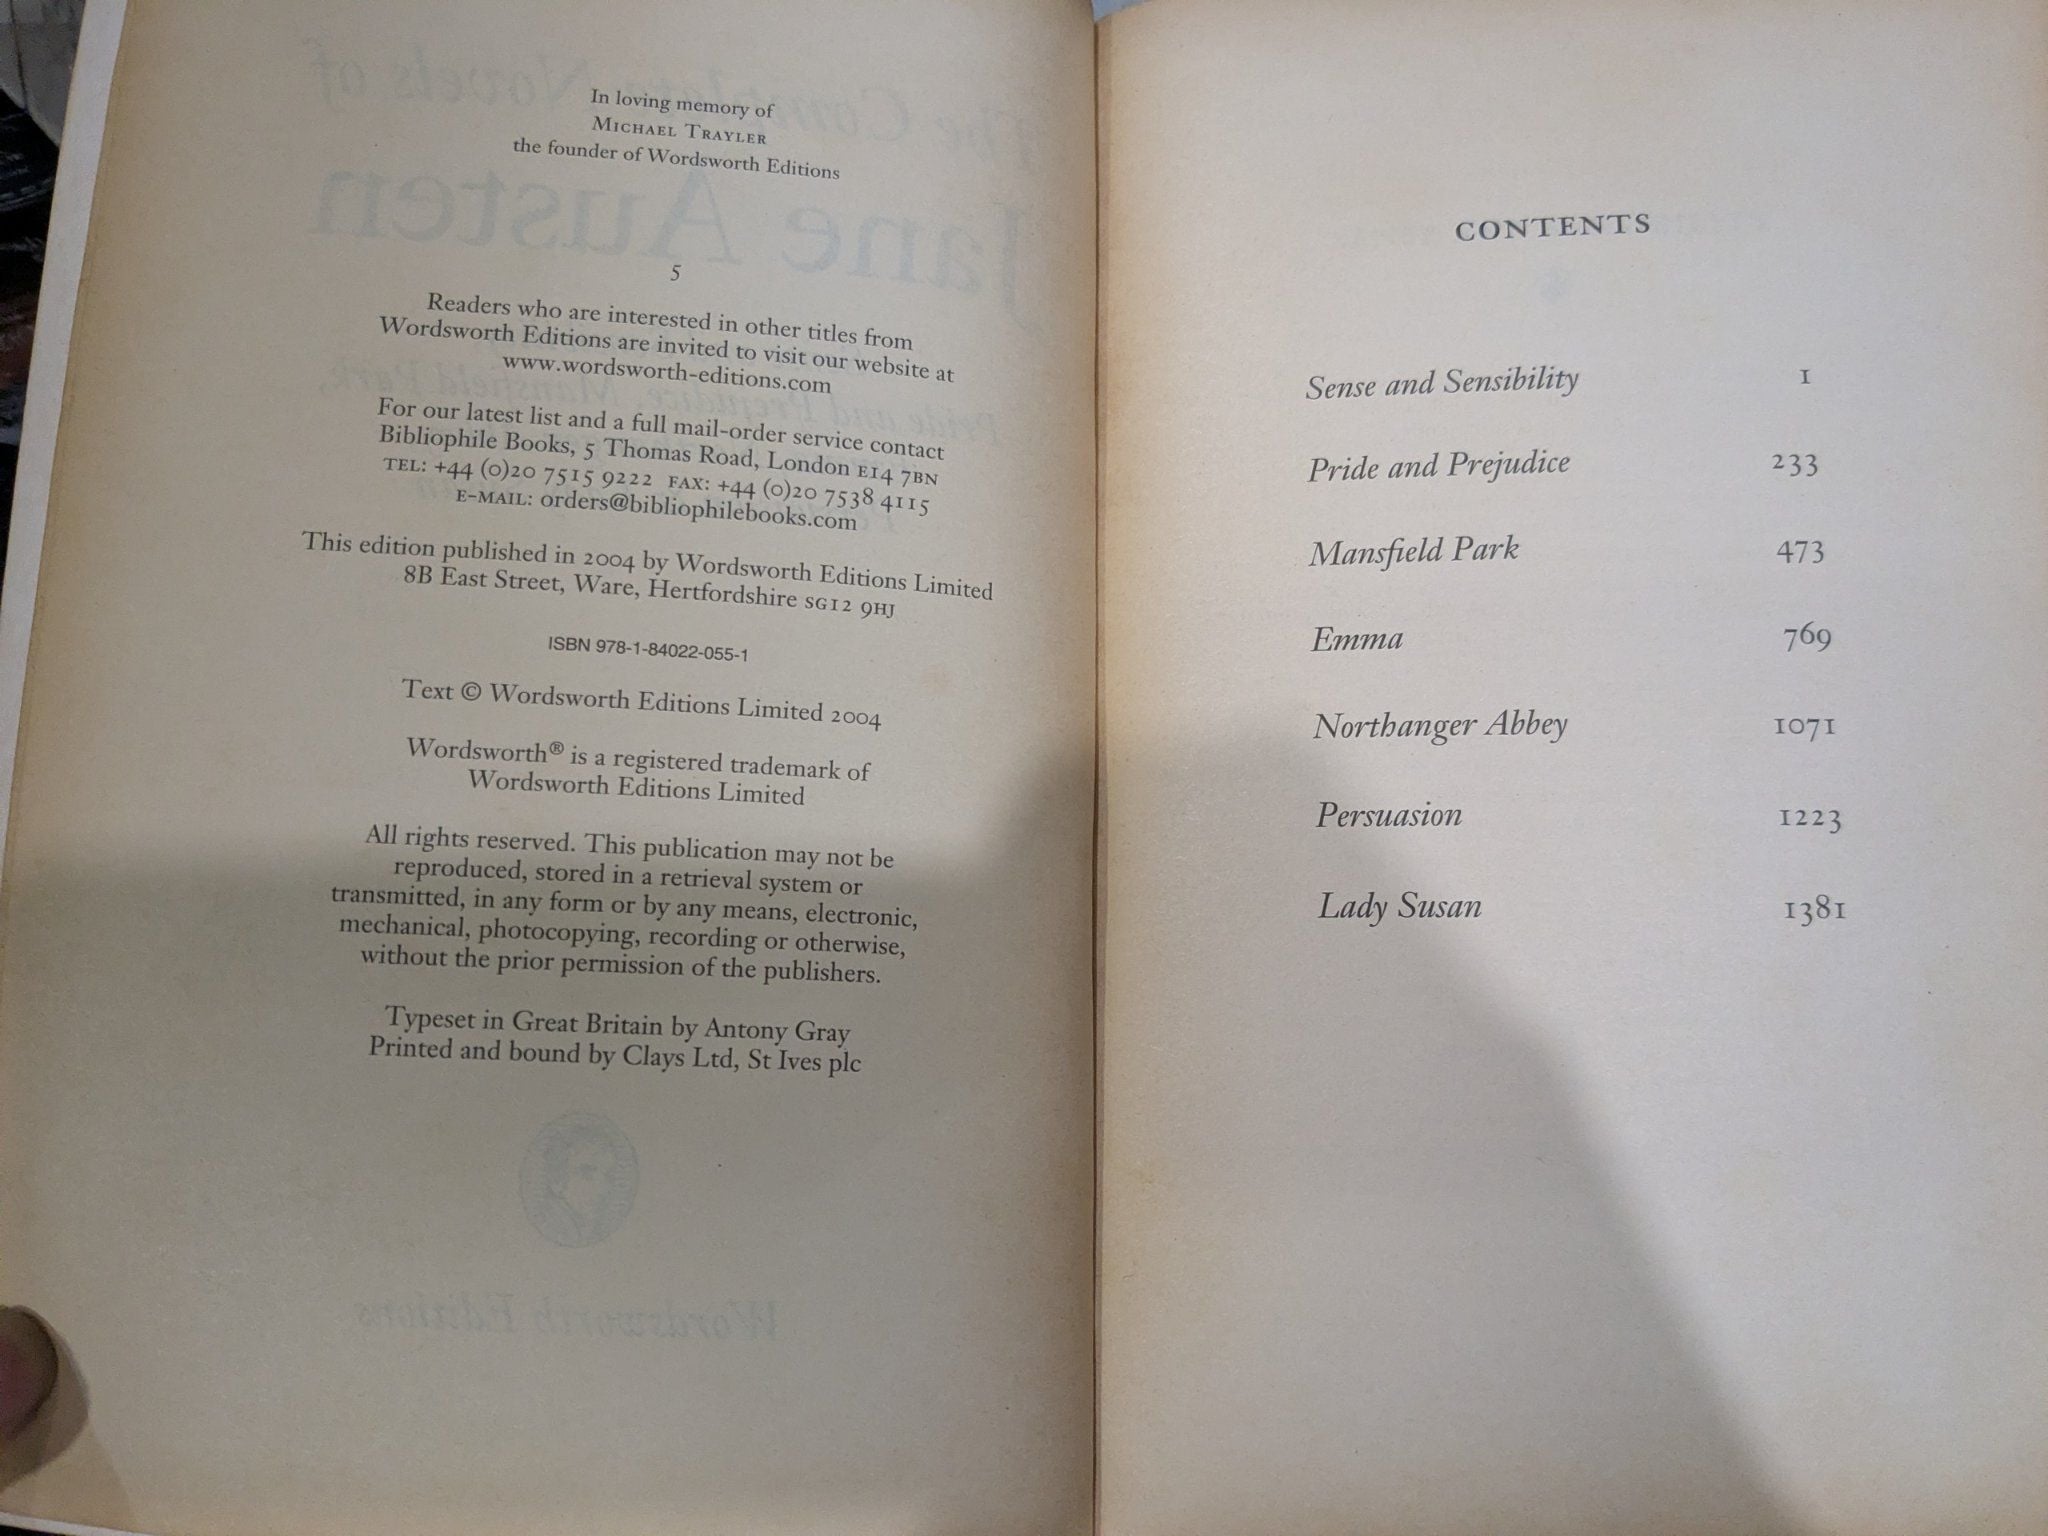 In loving memory of
MICHAEL TRAYLER
the founder of Wordsworth Editions
5
Readers who are interested in other titles from
Wordsworth Editions are invited to visit our website at
www.wordsworth-editions.com
For our latest list and a full mail-order service contact
Bibliophile Books, 5 Thomas Road, London E14 7BN
TEL: +44 (0)20 7515 9222 FAX: +44 (0)20 7538 4115
E-MAIL: orders@bibliophilebooks.com
This edition published in 2004 by Wordsworth Editions Limited
8B East Street, Ware, Hertfordshire SG12 9HJ
ISBN 978-1-84022-055-1
Text © Wordsworth Editions Limited 2004
Wordsworth® is a registered trademark of
Wordsworth Editions Limited
All rights reserved. This publication may not be
reproduced, stored in a retrieval system or
transmitted, in any form or by any means, electronic,
mechanical, photocopying, recording or otherwise,
without the prior permission of the publishers.
Typeset in Great Britain by Antony Gray
Printed and bound by Clays Ltd, St Ives plc
CONTENTS
Sense and Sensibility 1
Pride and Prejudice 233
Mansfield Park 473
Emma 769
Northanger Abbey 1071
Persuasion 1223
Lady Susan 1381